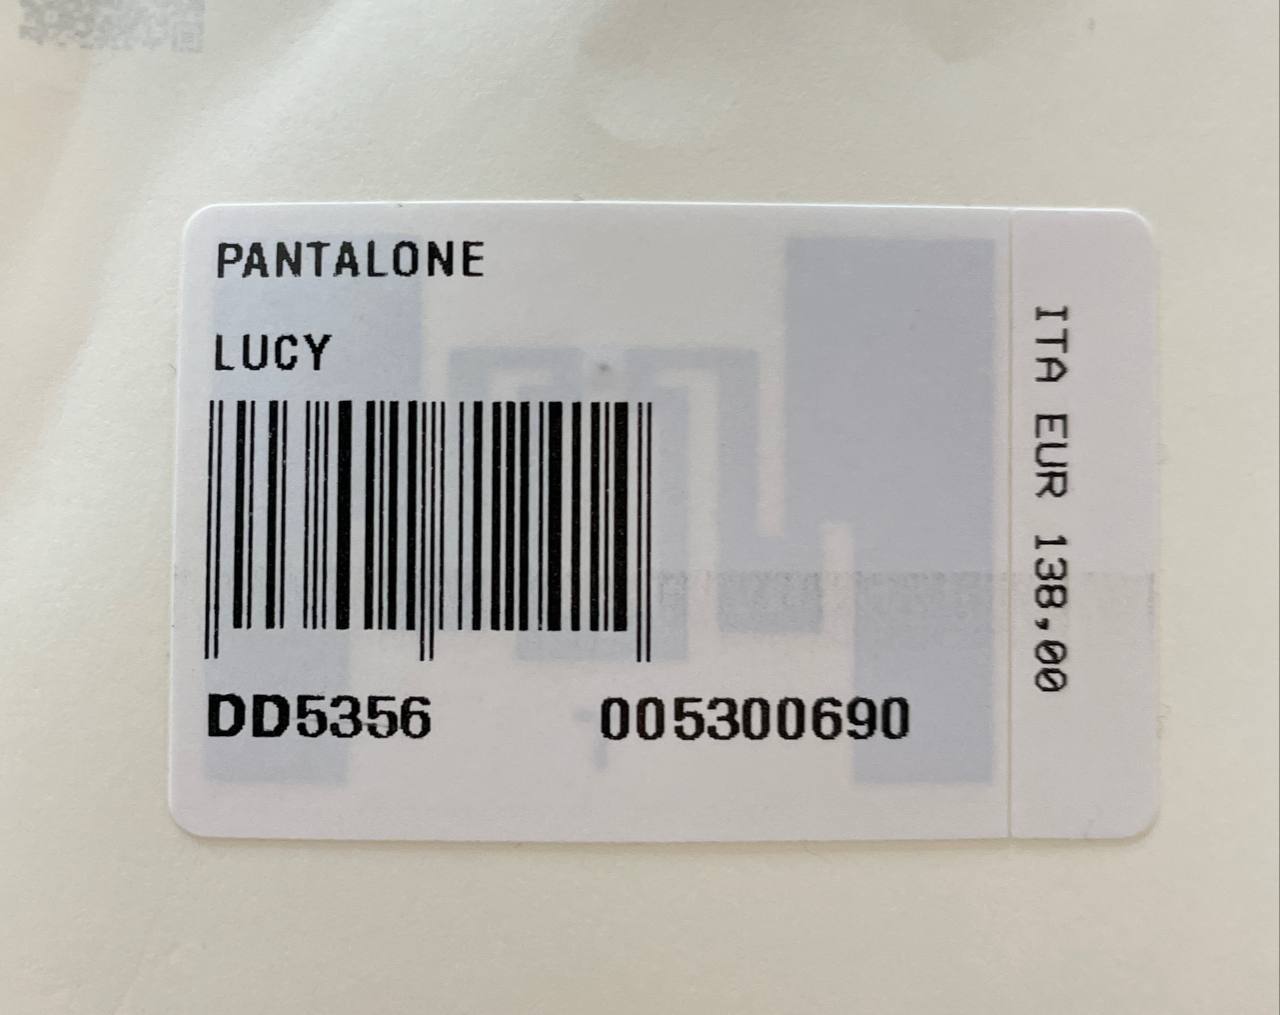 PANTALONE
LUCY
DD5356 005300690
ITA EUR 138,00